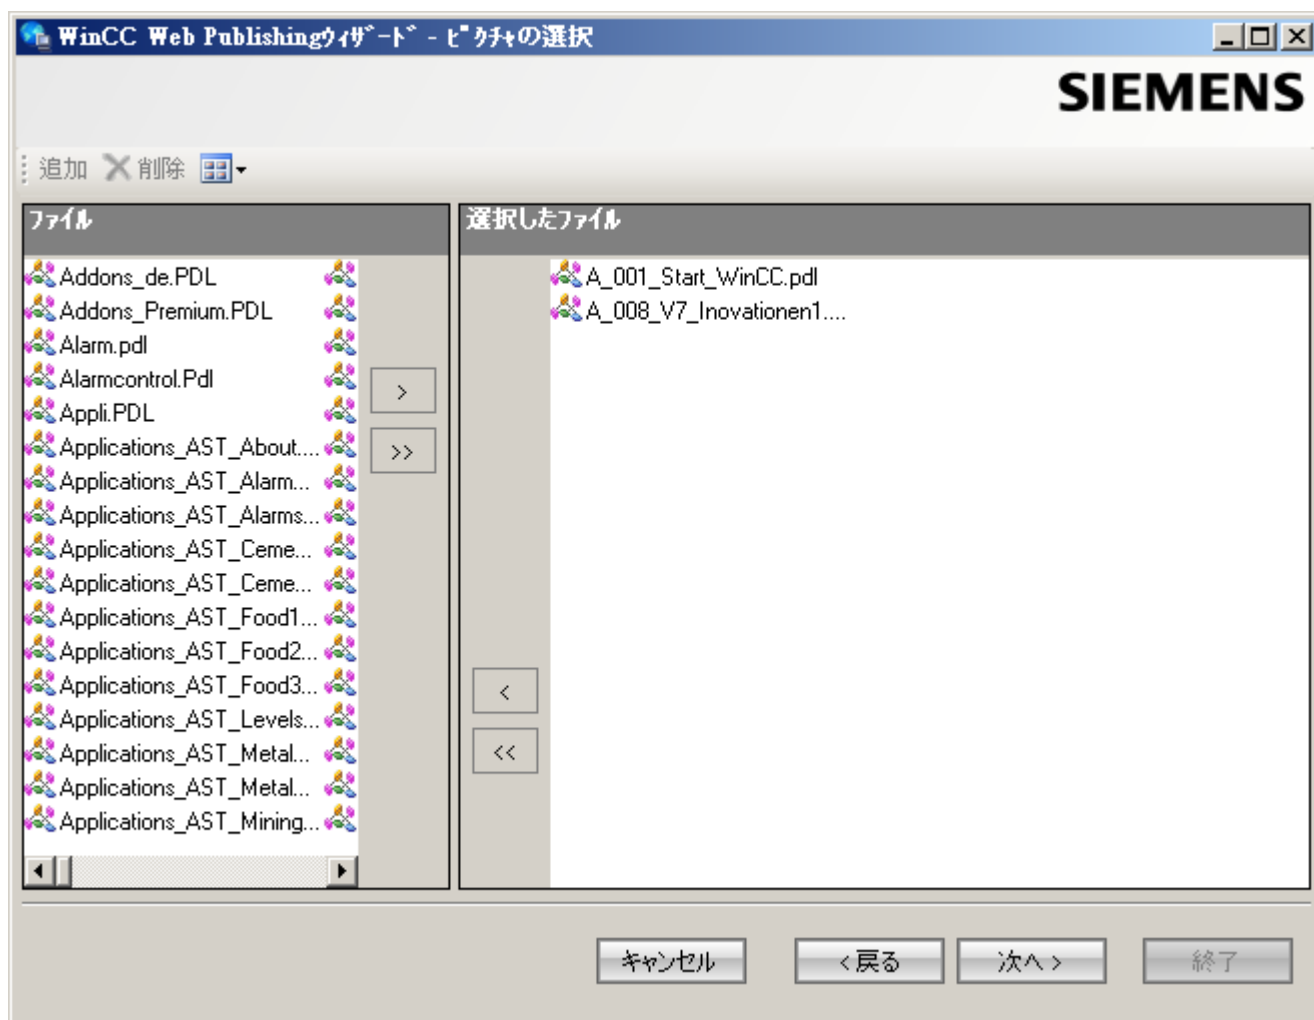 WinCC Web Publishingウィザード - ピクチャの選択
SIEMENS
追加 削除
ファイル
選択したファイル
Addons_de.PDL
Addons_Premium.PDL
Alarm.pdl
Alarmcontrol.Pdl
Appli.PDL
Applications_AST_About....
Applications_AST_Alarm...
Applications_AST_Alarms...
Applications_AST_Ceme...
Applications_AST_Ceme...
Applications_AST_Food1...
Applications_AST_Food2...
Applications_AST_Food3...
Applications_AST_Levels...
Applications_AST_Metal...
Applications_AST_Metal...
Applications_AST_Mining...
>
>>
A_001_Start_WinCC.pdl
A_008_V7_Inovationen1....
<
<<
キャンセル <戻る 次へ> 終了